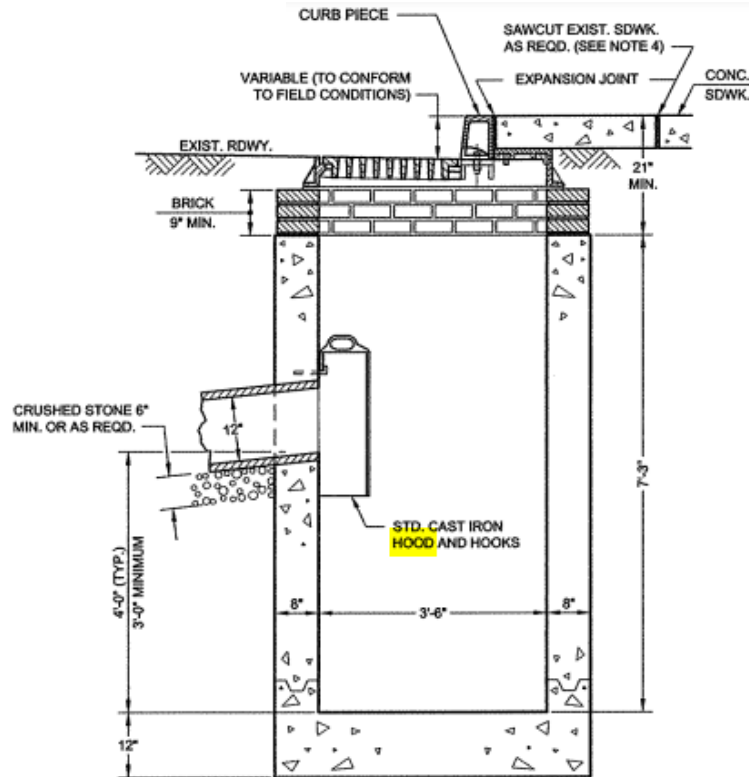 CURB PIECE
SAWCUT EXIST. SDWK.
AS REQD. (SEE NOTE 4)
VARIABLE (TO CONFORM
TO FIELD CONDITIONS)
EXPANSION JOINT
CONC.
SDWK.
EXIST. RDWY.
21"
MIN.
BRICK
9" MIN.
CRUSHED STONE 6"
MIN. OR AS REQD.
12"
7'-3"
STD. CAST IRON
HOOD AND HOOKS
4'-0" (TYP.)
3'-0" MINIMUM
8"
3'-6"
8"
12"